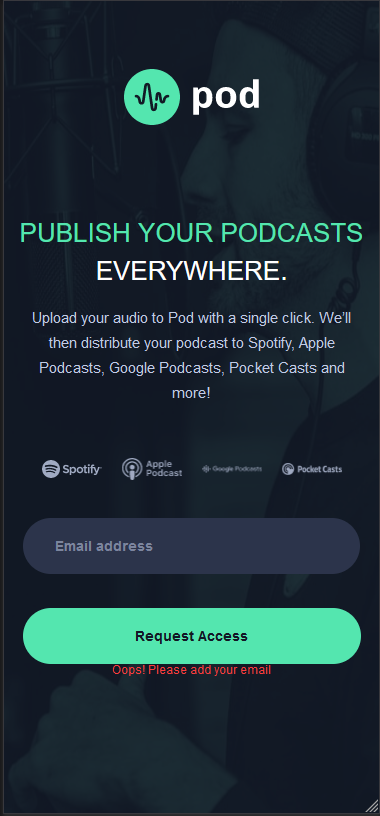 pod
PUBLISH YOUR PODCASTS
EVERYWHERE.
Upload your audio to Pod with a single click. We'll
then distribute your podcast to Spotify, Apple
Podcasts, Google Podcasts, Pocket Casts and
more!
Spotify
Apple
Podcast
Google Podcasts
Pocket Casts
Email address
Request Access
Oops! Please add your email